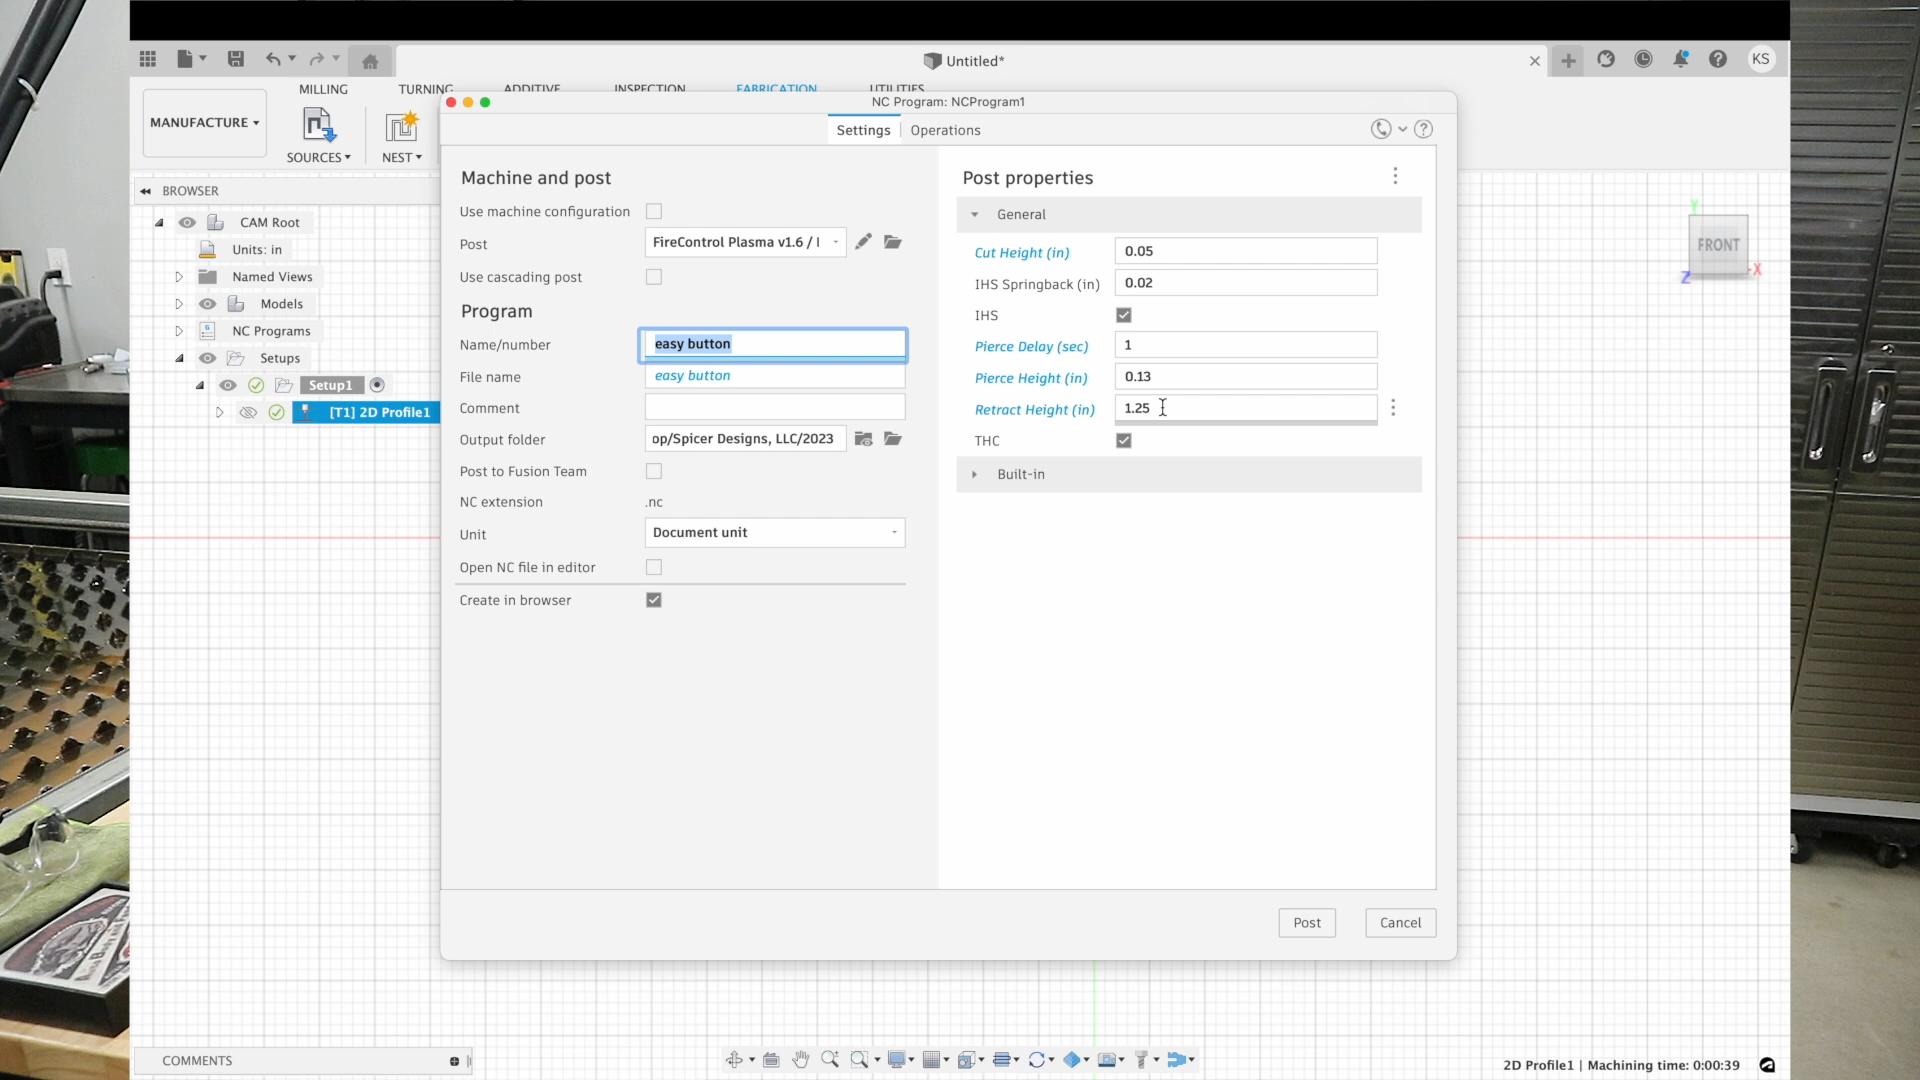 Untitled*
KS
MILLING
TURNING
ADDITIVE
INSPECTION
FABRICATION
UTILITIES
MANUFACTURE
SOURCES
NEST
NC Program: NCProgram1
Settings
Operations
BROWSER
CAM Root
Units: in
Named Views
Models
NC Programs
Setups
Setup1
[T1] 2D Profile1
Machine and post
Use machine configuration
Post
FireControl Plasma v1.6 / I
Use cascading post
Program
Name/number
easy button
File name
easy button
Comment
Output folder
op/Spicer Designs, LLC/2023
Post to Fusion Team
NC extension
.nc
Unit
Document unit
Open NC file in editor
Create in browser
Post properties
General
Cut Height (in)
0.05
IHS Springback (in)
0.02
IHS
Pierce Delay (sec)
1
Pierce Height (in)
0.13
Retract Height (in)
1.25
THC
Built-in
Post
Cancel
FRONT
Y
X
Z
COMMENTS
2D Profile1 | Machining time: 0:00:39